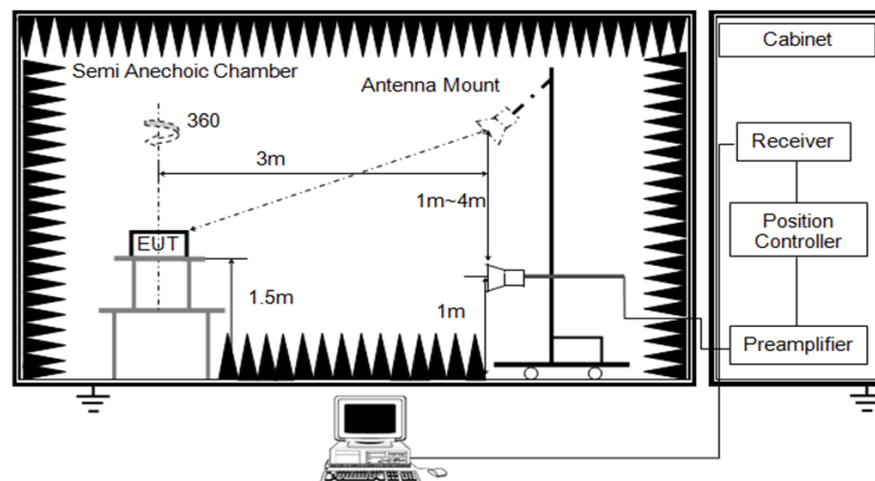 Semi Anechoic Chamber
Antenna Mount
360
3m
1m~4m
EUT
1.5m
1m
Cabinet
Receiver
Position
Controller
Preamplifier